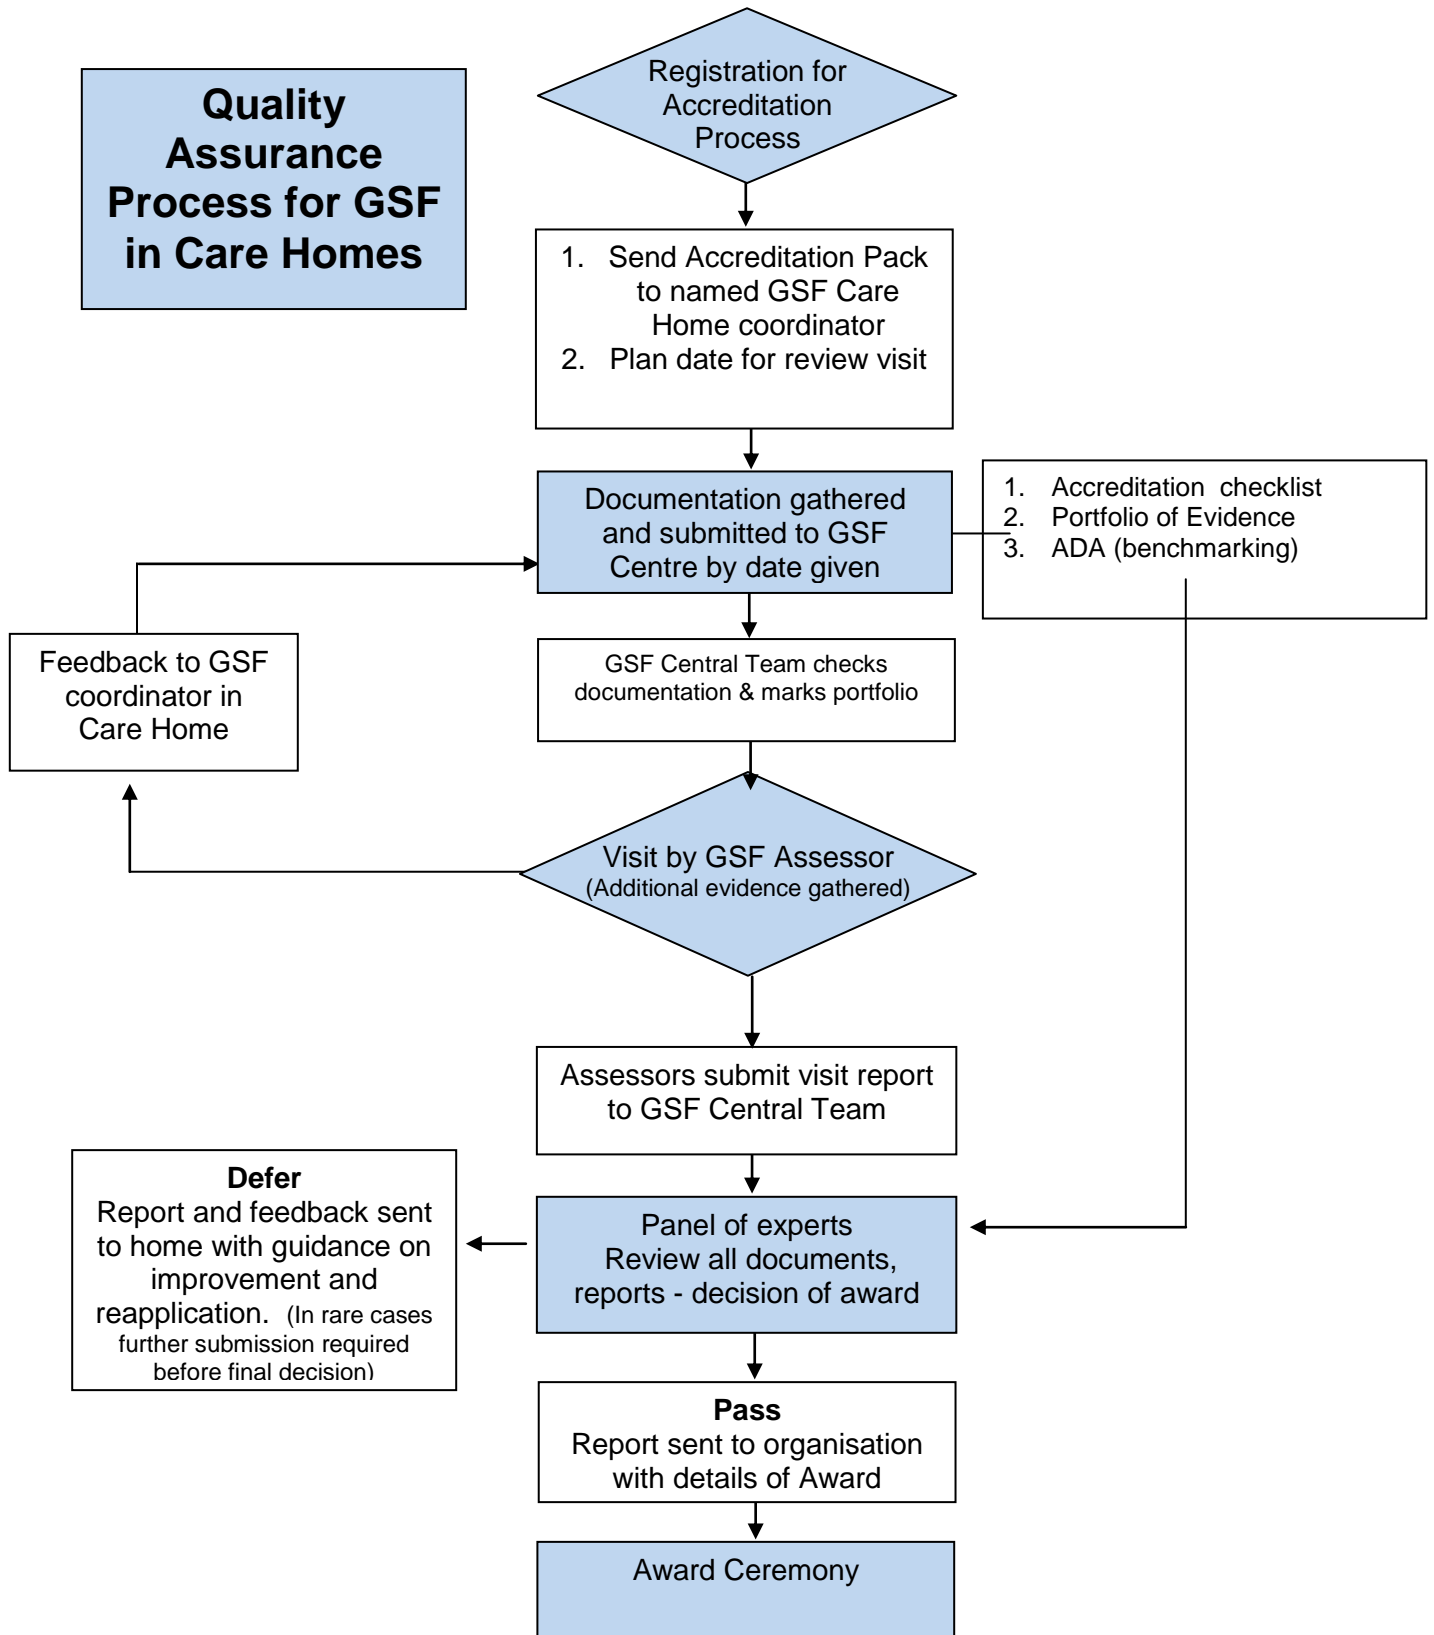 Quality
Assurance
Process for GSF
in Care Homes
Registration for
Accreditation
Process
1. Send Accreditation Pack
to named GSF Care
Home coordinator
2. Plan date for review visit
Documentation gathered
and submitted to GSF
Centre by date given
1. Accreditation checklist
2. Portfolio of Evidence
3. ADA (benchmarking)
GSF Central Team checks
documentation & marks portfolio
Feedback to GSF
coordinator in
Care Home
Visit by GSF Assessor
(Additional evidence gathered)
Assessors submit visit report
to GSF Central Team
Defer
Report and feedback sent
to home with guidance on
improvement and
reapplication. (In rare cases
further submission required
before final decision)
Panel of experts
Review all documents,
reports - decision of award
Pass
Report sent to organisation
with details of Award
Award Ceremony